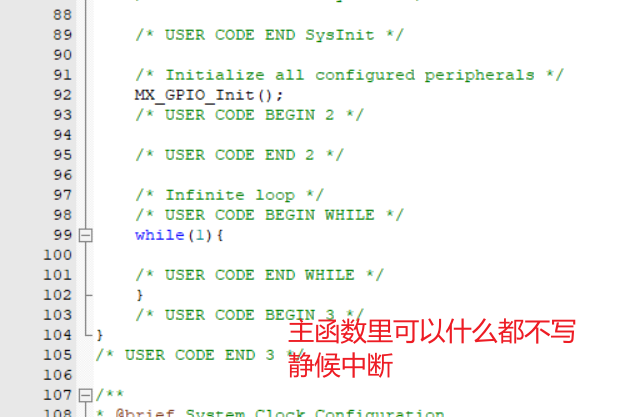 88
89 /* USER CODE END SysInit */
90
91 /* Initialize all configured peripherals */
92 MX_GPIO_Init();
93 /* USER CODE BEGIN 2 */
94
95 /* USER CODE END 2 */
96
97 /* Infinite loop */
98 /* USER CODE BEGIN WHILE */
99 while(1){
100
101 /* USER CODE END WHILE */
102 }
103 /* USER CODE BEGIN 3 */
主函数里可以什么都不写
104 }
105 /* USER CODE END 3 */
静候中断
106
107 /**
108 * @brief System Clock Configuration